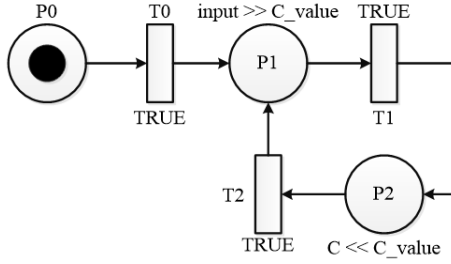 P0
T0
input >> C_value
TRUE
P1
TRUE
T1
T2
P2
TRUE
C << C_value